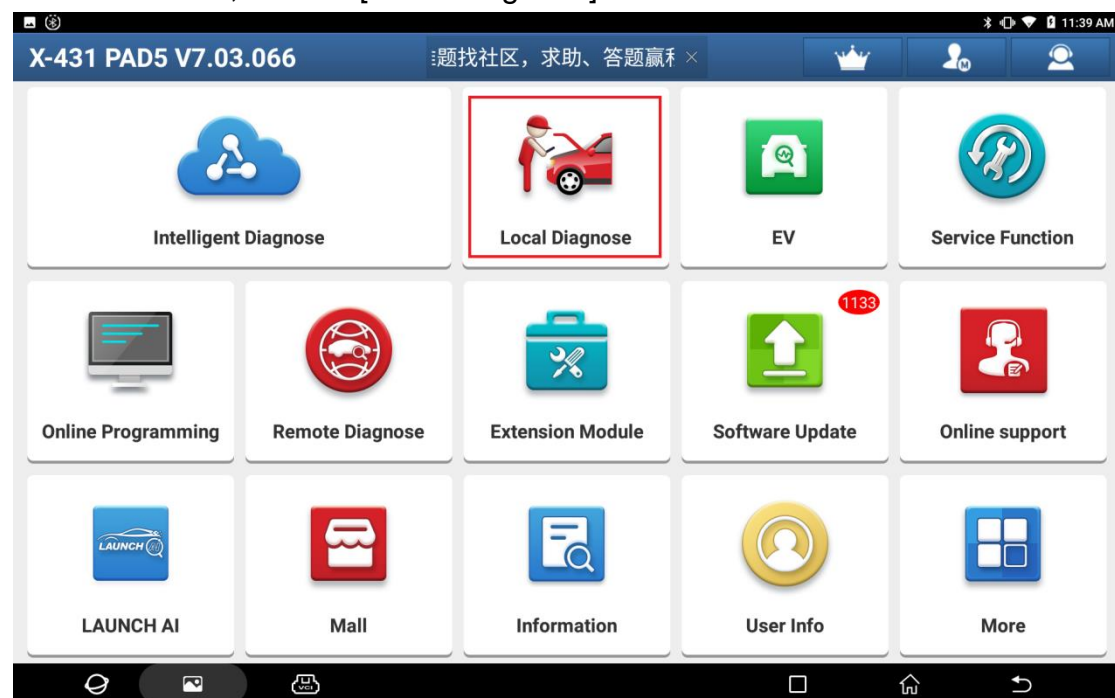 11:39 AM
X-431 PAD5 V7.03.066
题找社区，求助、答题赢
Intelligent Diagnose
Local Diagnose
EV
Service Function
1133
Online Programming
Remote Diagnose
Extension Module
Software Update
Online support
LAUNCH
LAUNCH AI
Mall
Information
User Info
More
VCI